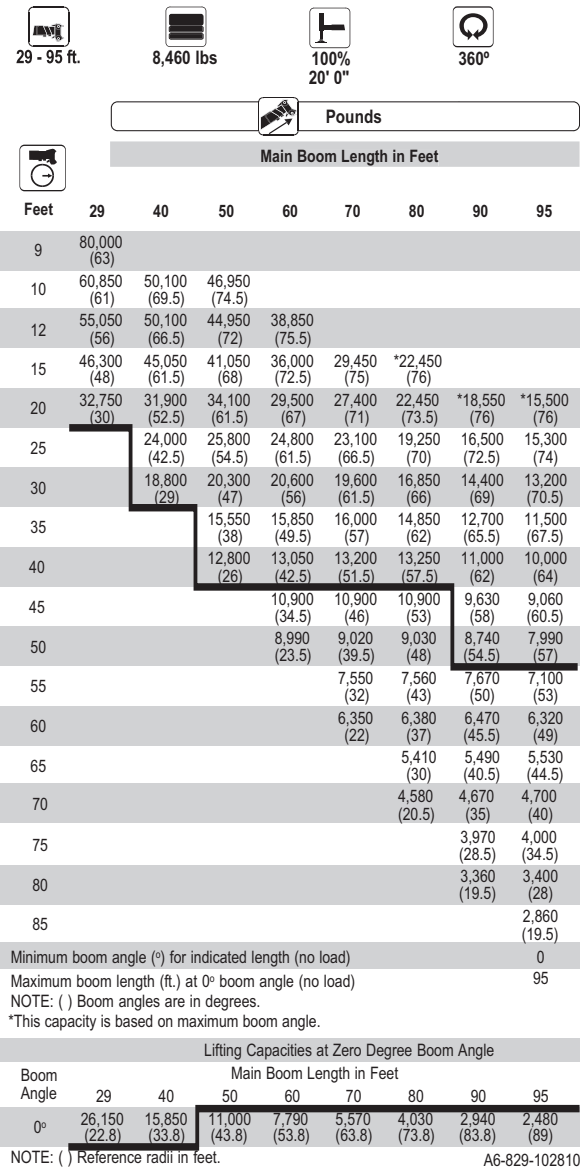 29 - 95 ft. 8,460 lbs 100% 360º
20' 0"
Pounds
Main Boom Length in Feet
Feet 29 40 50 60 70 80 90 95
9 80,000
(63)
10 60,850 50,100 46,950
(61) (69.5) (74.5)
12 55,050 50,100 44,950 38,850
(56) (66.5) (72) (75.5)
15 46,300 45,050 41,050 36,000 29,450 *22,450
(48) (61.5) (68) (72.5) (75) (76)
20 32,750 31,900 34,100 29,500 27,400 22,450 *18,550 *15,500
(30) (52.5) (61.5) (67) (71) (73.5) (76) (76)
25 24,000 25,800 24,800 23,100 19,250 16,500 15,300
(42.5) (54.5) (61.5) (66.5) (70) (72.5) (74)
30 18,800 20,300 20,600 19,600 16,850 14,400 13,200
(29) (47) (56) (61.5) (66) (69) (70.5)
35 15,550 15,850 16,000 14,850 12,700 11,500
(38) (49.5) (57) (62) (65.5) (67.5)
40 12,800 13,050 13,200 13,250 11,000 10,000
(26) (42.5) (51.5) (57.5) (62) (64)
45 10,900 10,900 10,900 9,630 9,060
(34.5) (46) (53) (58) (60.5)
50 8,990 9,020 9,030 8,740 7,990
(23.5) (39.5) (48) (54.5) (57)
55 7,550 7,560 7,670 7,100
(32) (43) (50) (53)
60 6,350 6,380 6,470 6,320
(22) (37) (45.5) (49)
65 5,410 5,490 5,530
(30) (40.5) (44.5)
70 4,580 4,670 4,700
(20.5) (35) (40)
75 3,970 4,000
(28.5) (34.5)
80 3,360 3,400
(19.5) (28)
85 2,860
(19.5)
Minimum boom angle (º) for indicated length (no load) 0
Maximum boom length (ft.) at 0º boom angle (no load) 95
NOTE: ( ) Boom angles are in degrees.
*This capacity is based on maximum boom angle.
Lifting Capacities at Zero Degree Boom Angle
Boom Main Boom Length in Feet
Angle 29 40 50 60 70 80 90 95
0º 26,150 15,850 11,000 7,790 5,570 4,030 2,940 2,480
(22.8) (33.8) (43.8) (53.8) (63.8) (73.8) (83.8) (89)
NOTE: ( ) Reference radii in feet. A6-829-102810